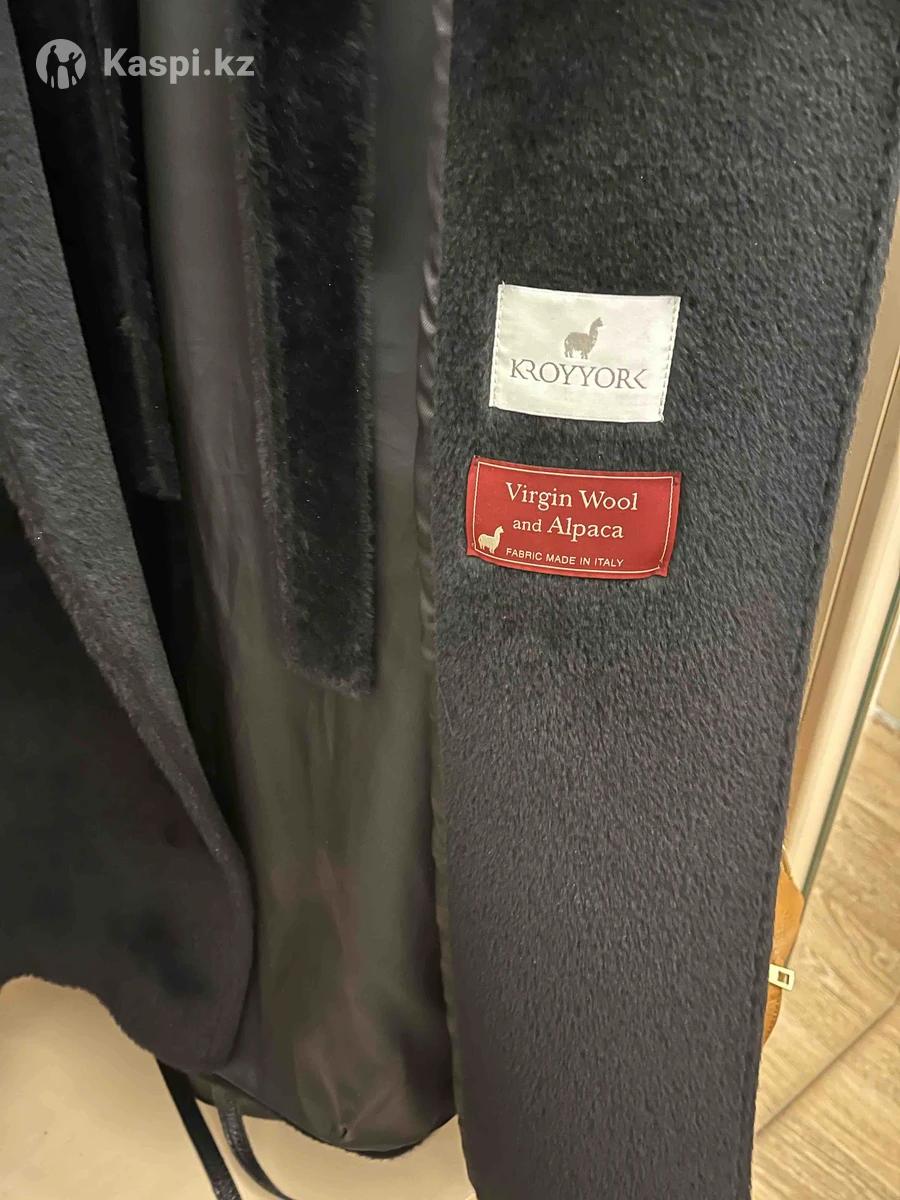 Kaspi.kz
KROYYORK
Virgin Wool
and Alpaca
FABRIC MADE IN ITALY